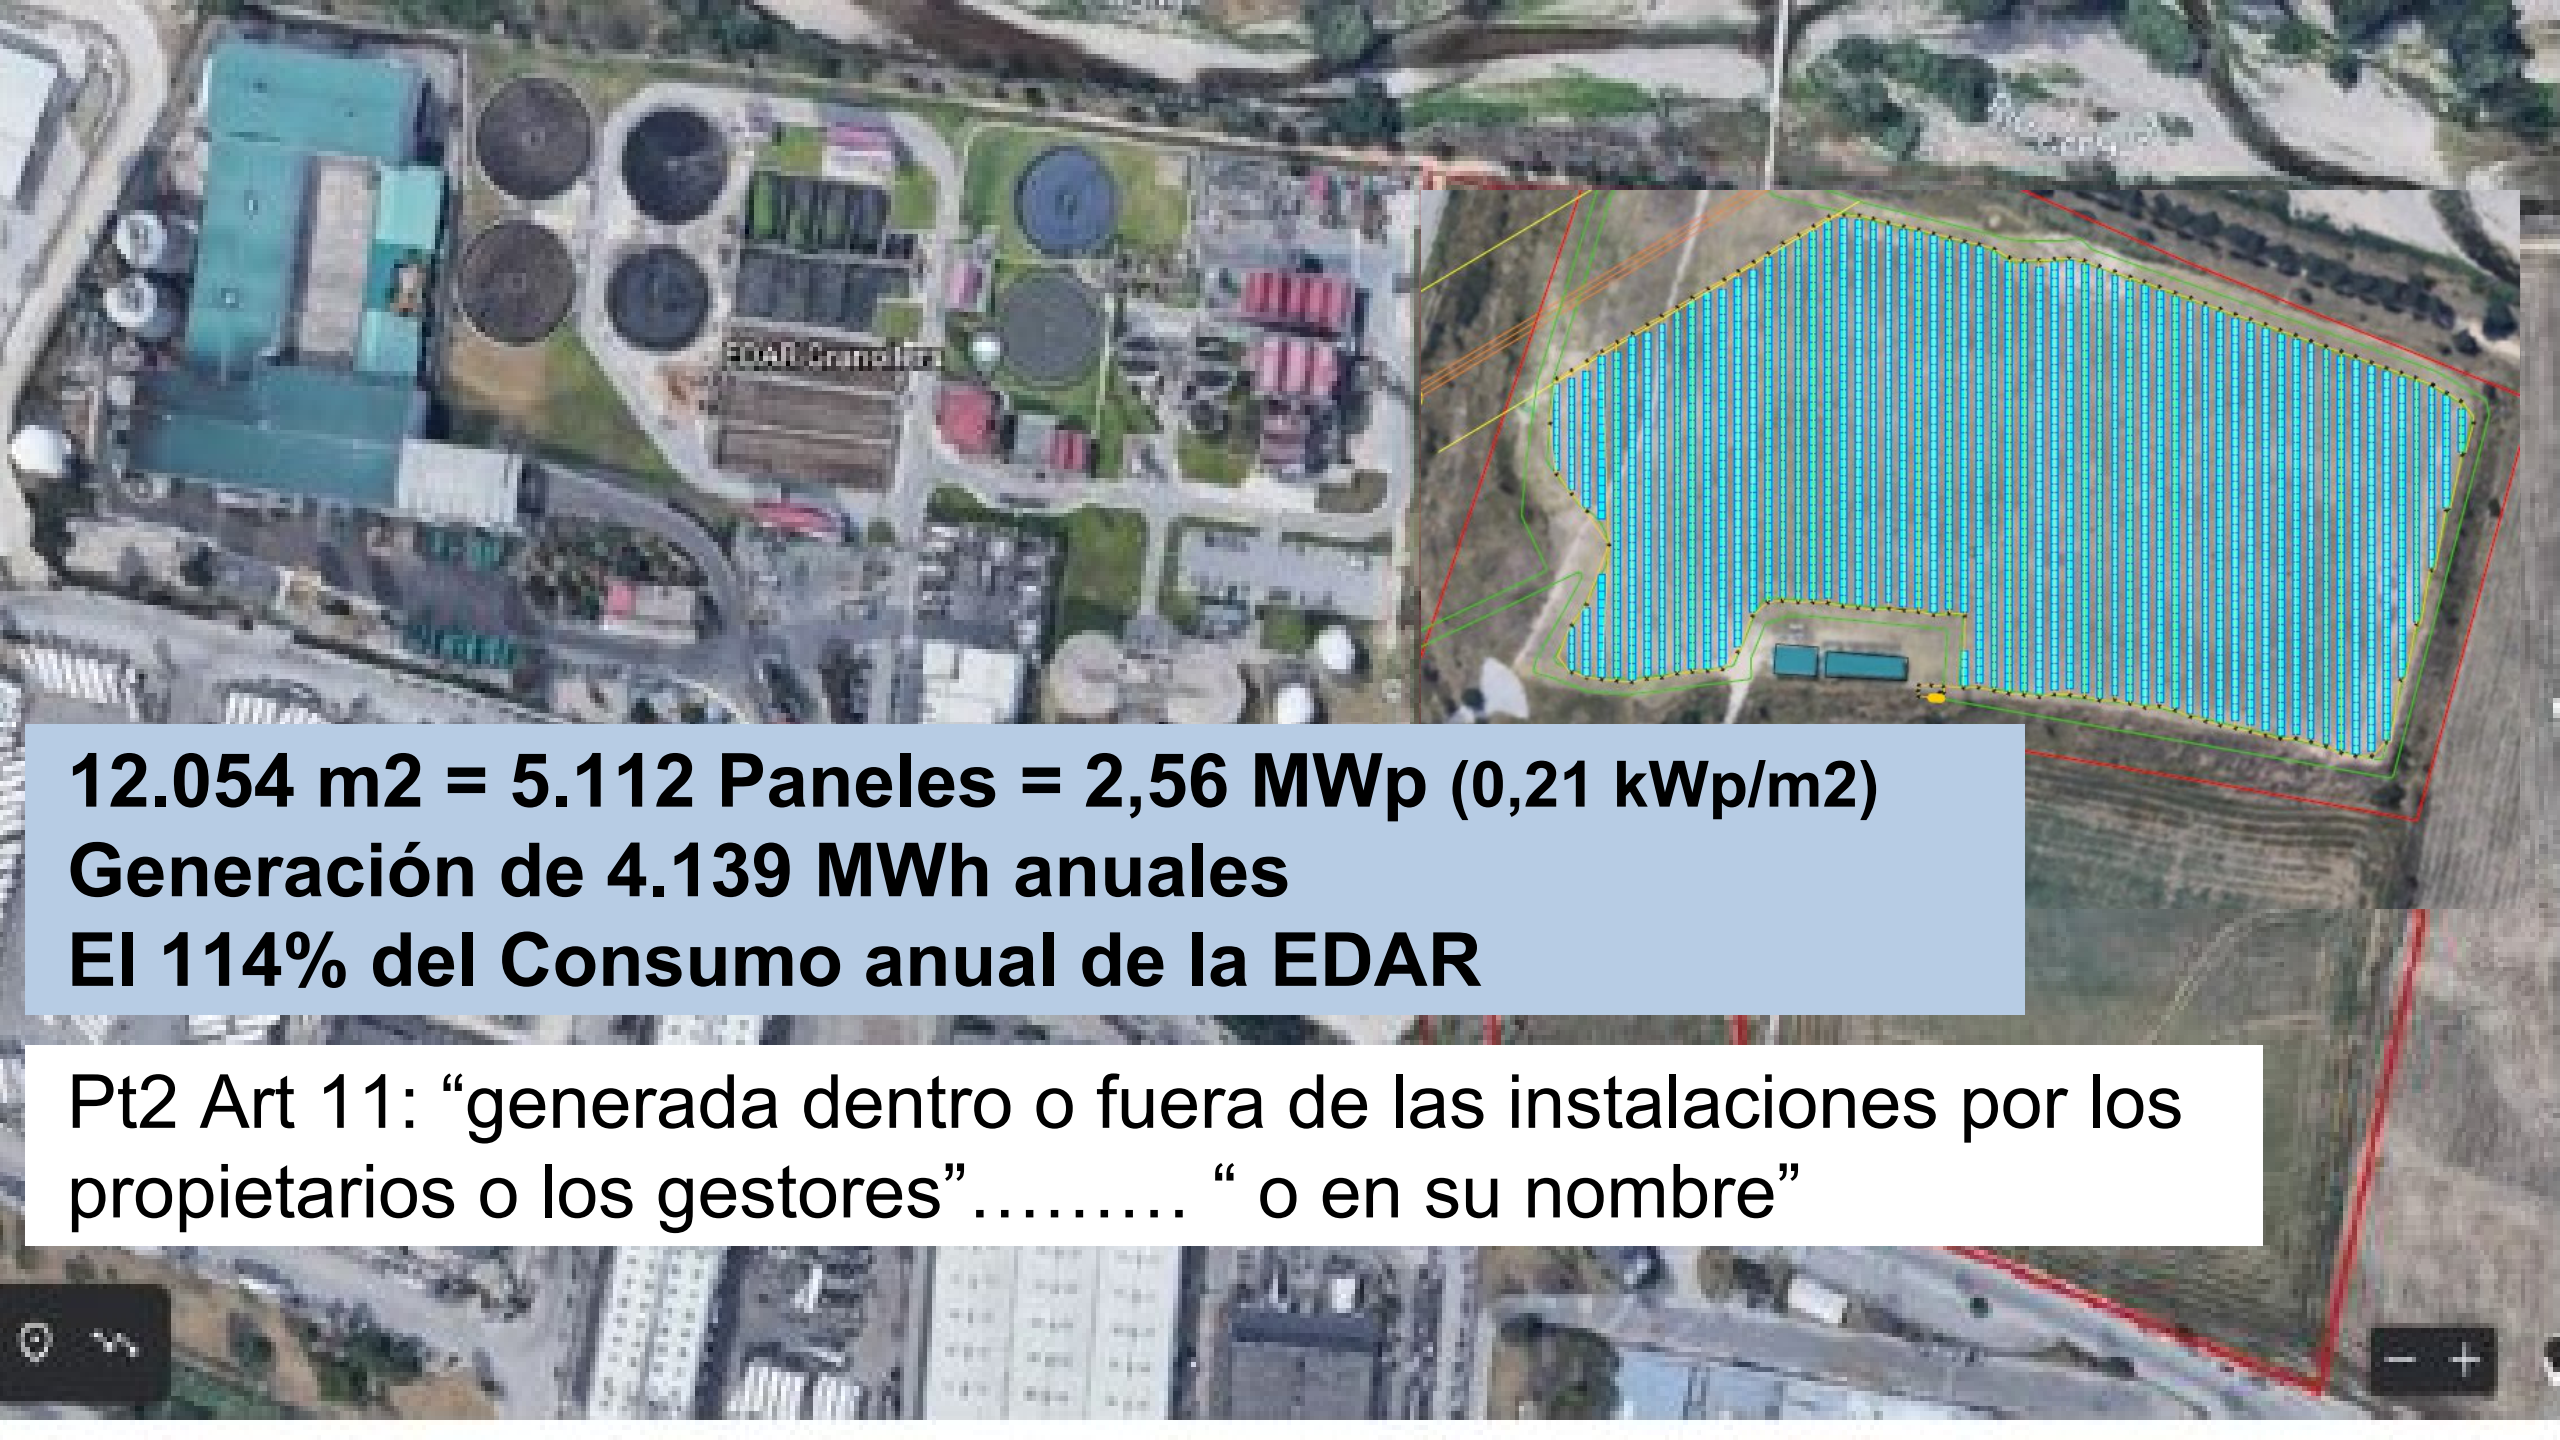 EDAR Granollers
12.054 m2 = 5.112 Paneles = 2,56 MWp (0,21 kWp/m2)
Generación de 4.139 MWh anuales
El 114% del Consumo anual de la EDAR
Pt2 Art 11: “generada dentro o fuera de las instalaciones por los
propietarios o los gestores”……… “ o en su nombre”